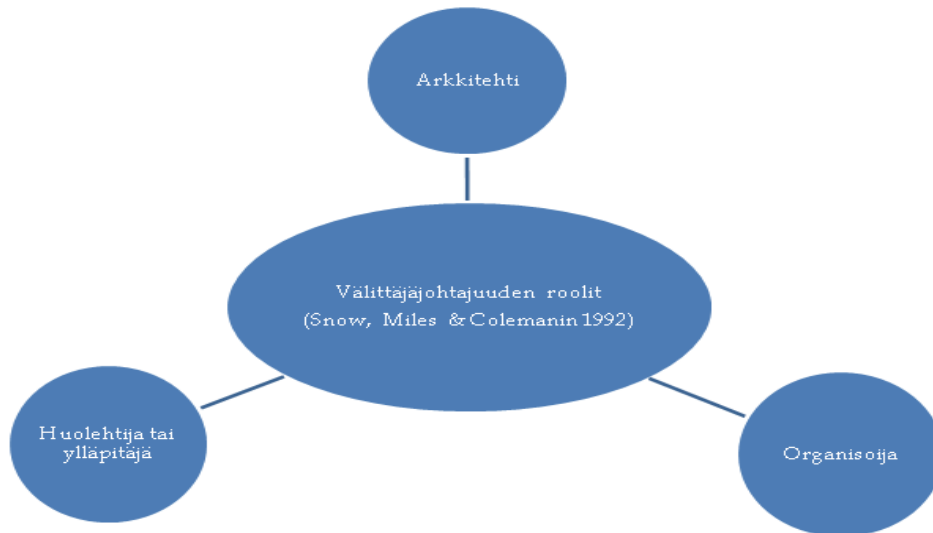 Arkkitehti
Välittäjäjohtajuuden roolit
(Snow, Miles & Colemanin 1992)
Huolehtija tai
ylläpitäjä
Organisoija